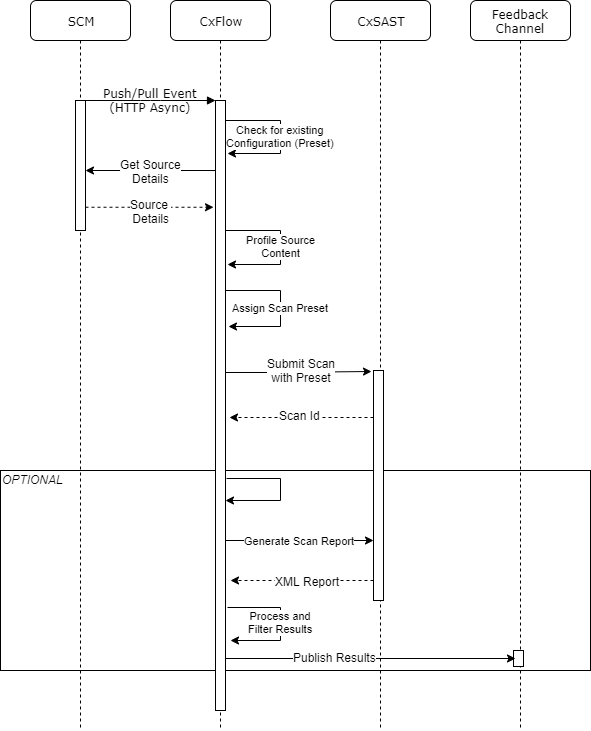 SCM
CxFlow
CxSAST
Feedback
Channel
Push/Pull Event
(HTTP Async)
Check for existing
Configuration (Preset)
Get Source
Details
Source
Details
Profile Source
Content
Assign Scan Preset
Submit Scan
with Preset
Scan Id
OPTIONAL
Generate Scan Report
XML Report
Process and
Filter Results
Publish Results